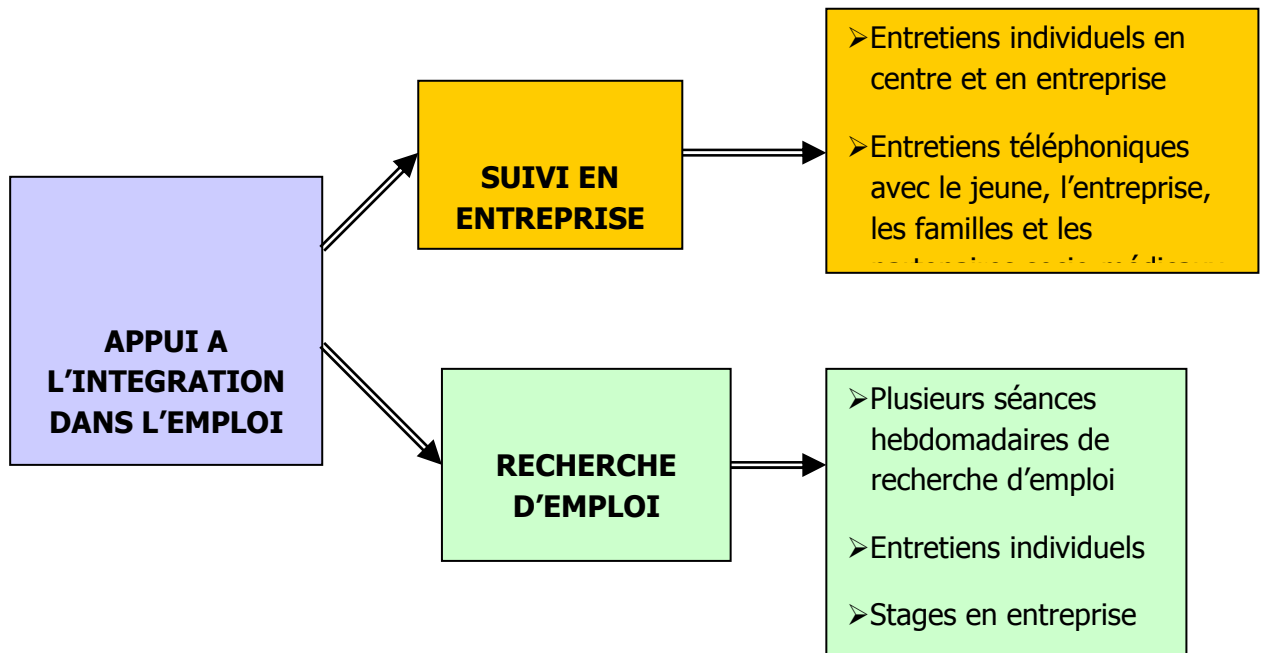 APPUI A
L’INTEGRATION
DANS L’EMPLOI
SUIVI EN
ENTREPRISE
➢Entretiens individuels en
centre et en entreprise
➢Entretiens téléphoniques
avec le jeune, l’entreprise,
les familles et les
RECHERCHE
D’EMPLOI
➢Plusieurs séances
hebdomadaires de
recherche d’emploi
➢Entretiens individuels
➢Stages en entreprise